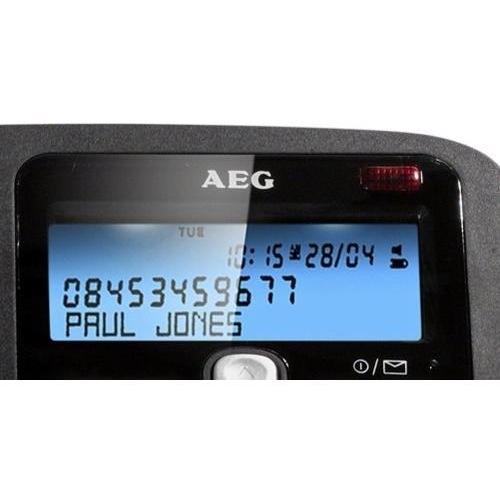 AEG
TUE
10:15 28/04
08453459677
PAUL JONES
/